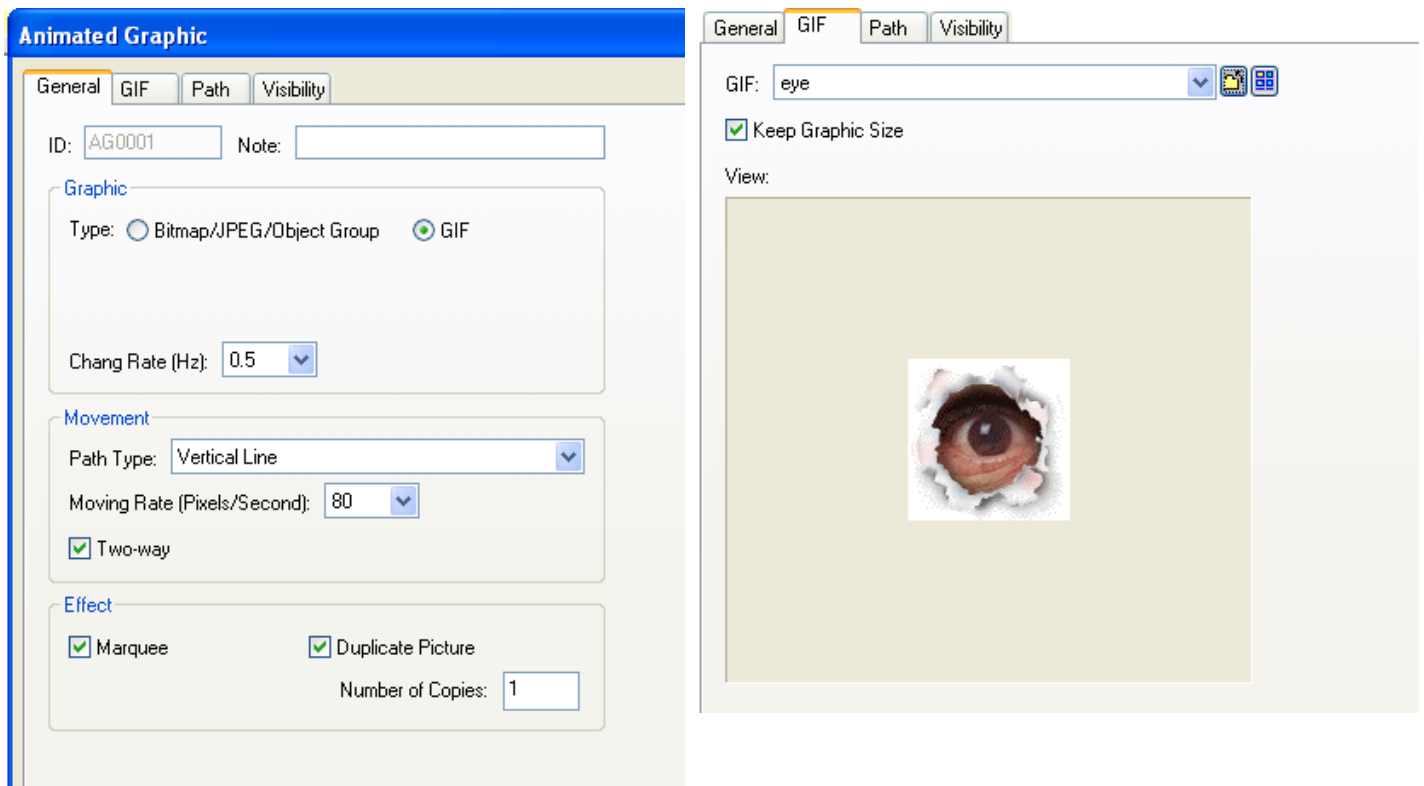 Animated Graphic
General GIF Path Visibility
ID: AG0001 Note:
Graphic
Type: Bitmap/JPEG/Object Group GIF
Chang Rate (Hz): 0.5
Movement
Path Type: Vertical Line
Moving Rate (Pixels/Second): 80
Two-way
Effect
Marquee Duplicate Picture
Number of Copies: 1
General GIF Path Visibility
GIF: eye
Keep Graphic Size
View: